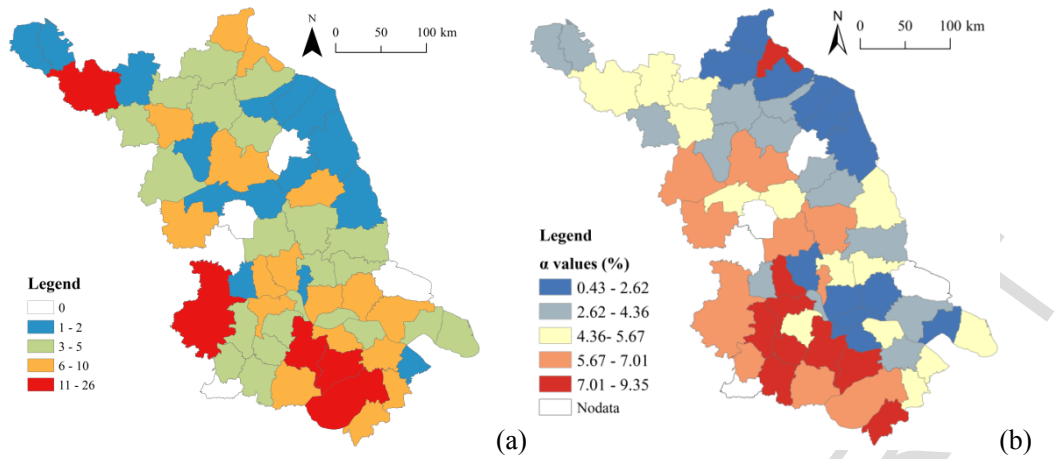 N
0 50 100 km
Legend
0
1 - 2
3 - 5
6 - 10
11 - 26
(a)
N
0 50 100 km
Legend
α values (%)
0.43 - 2.62
2.62 - 4.36
4.36- 5.67
5.67 - 7.01
7.01 - 9.35
Nodata
(b)